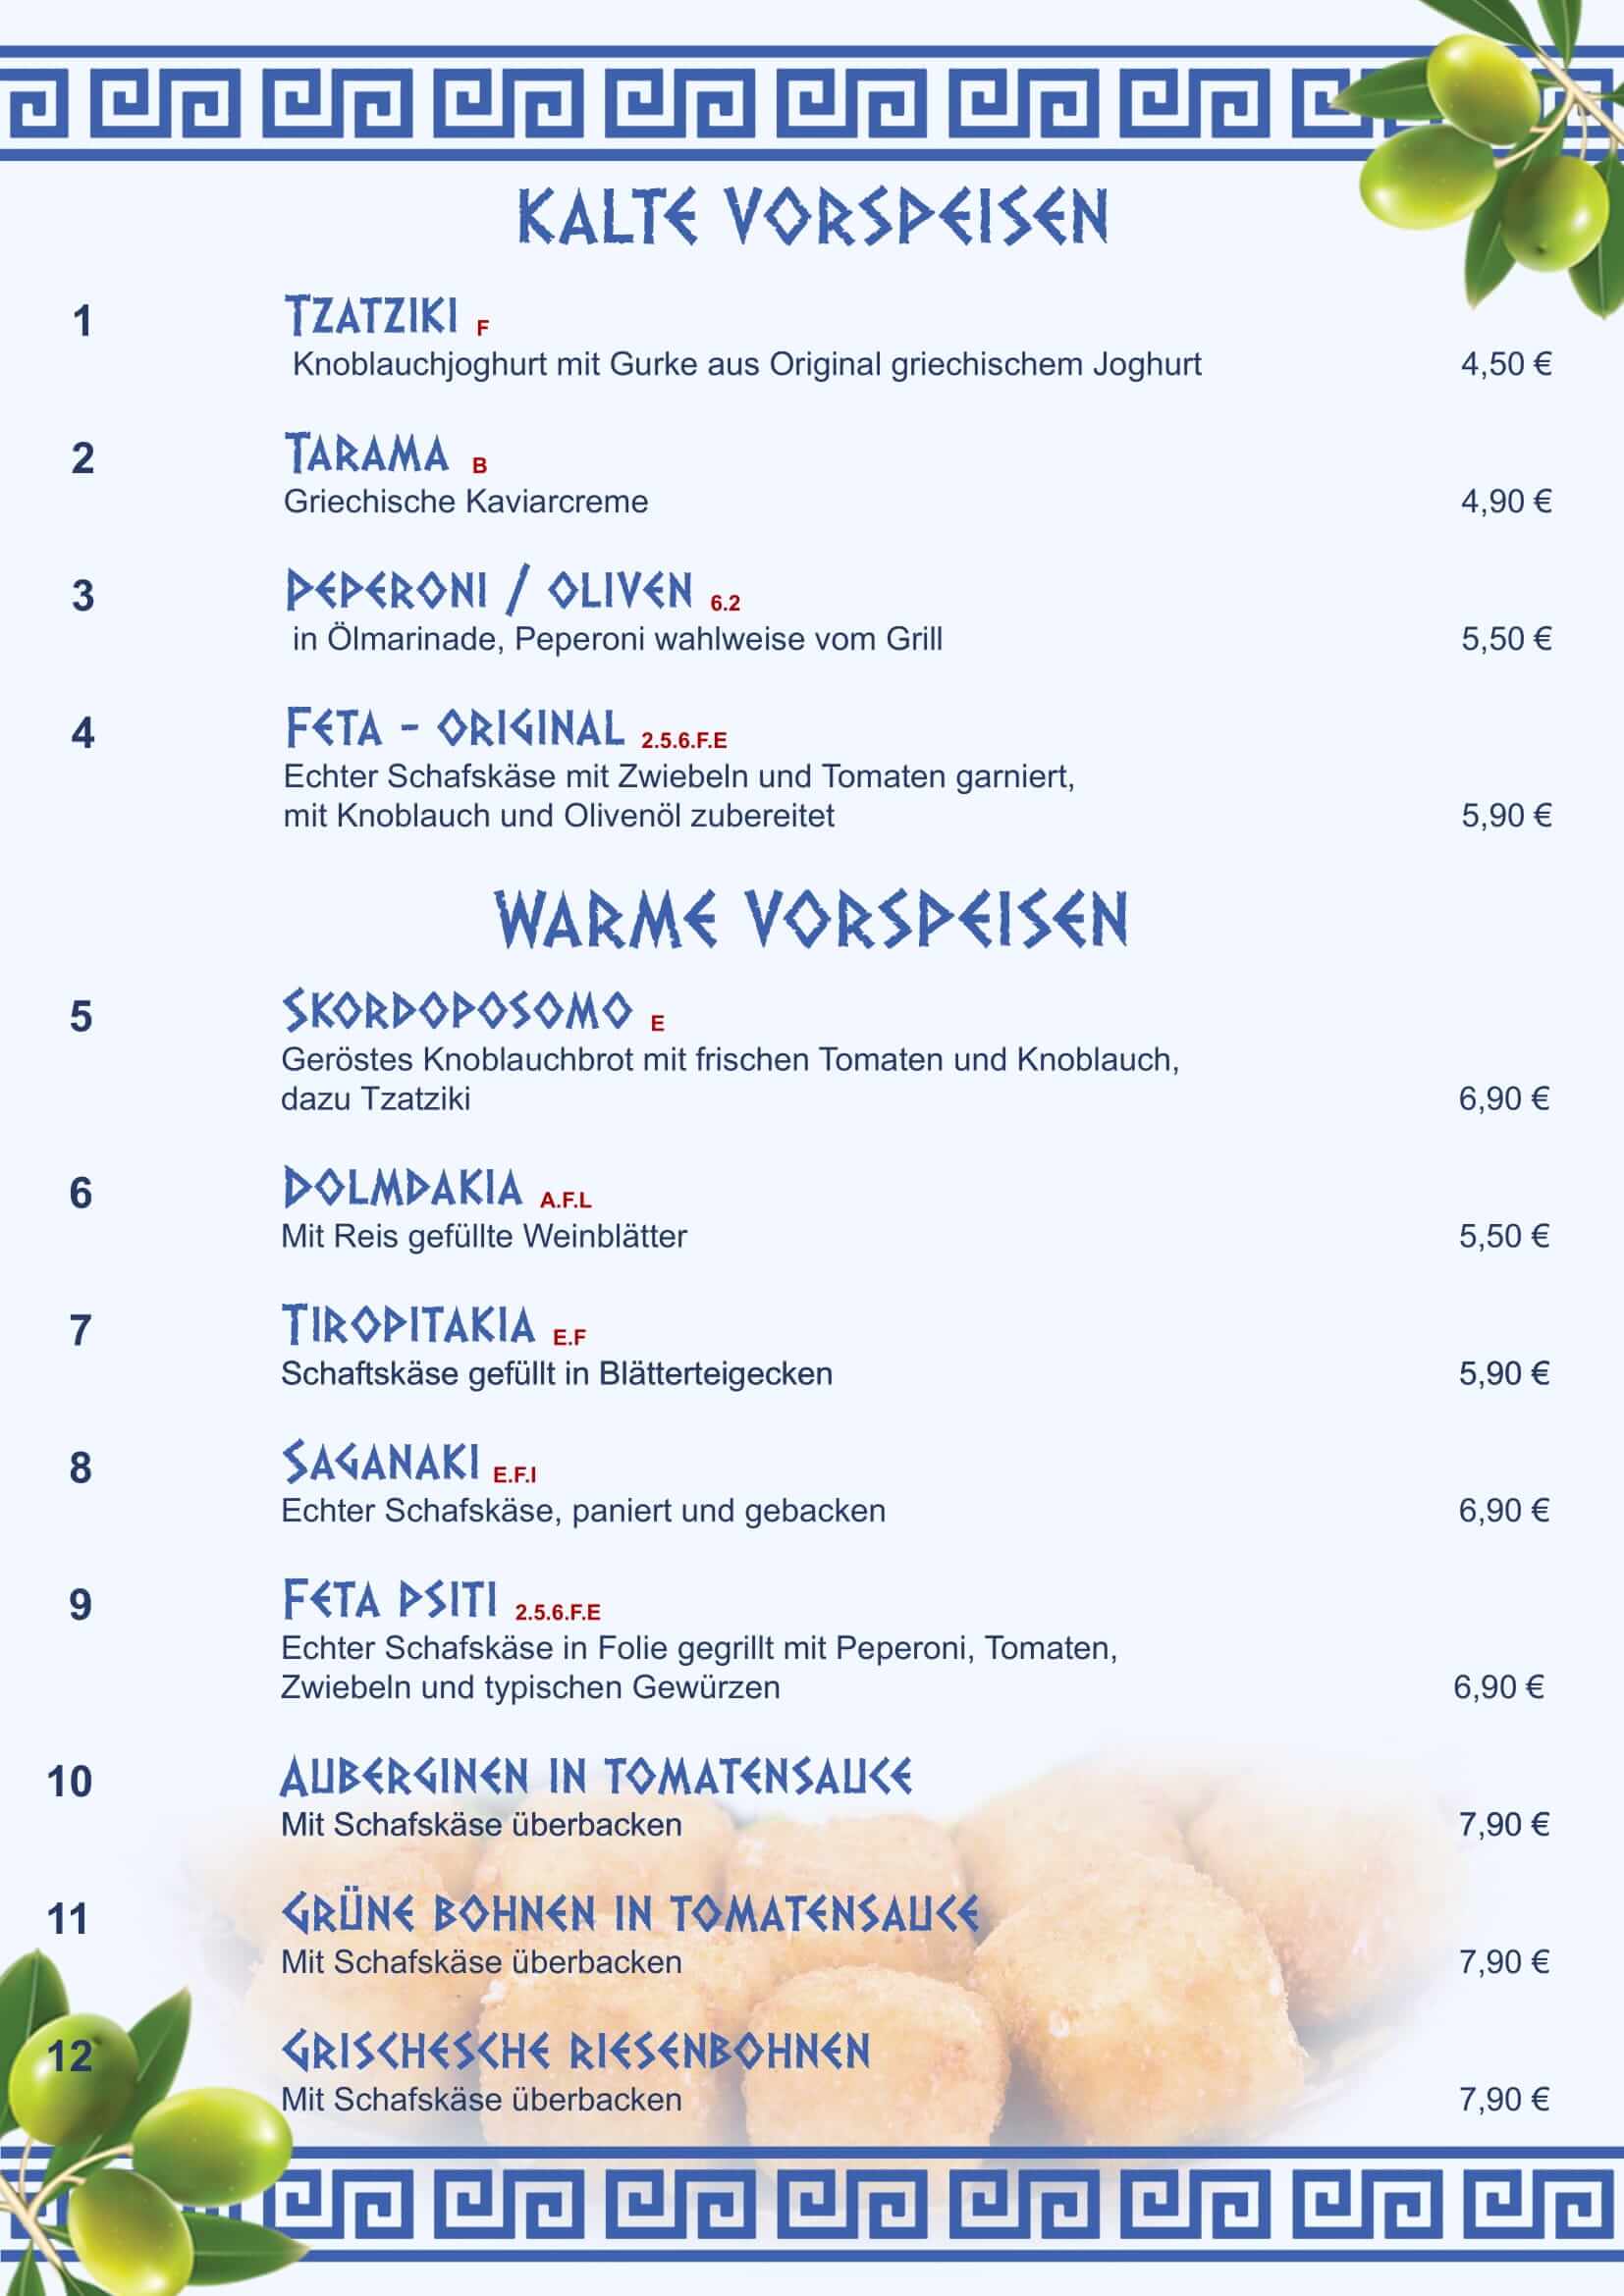 KALTE VORSPEISEN
1 TZATZIKI F
Knoblauchjoghurt mit Gurke aus Original griechischem Joghurt 4,50 €
2 TARAMA B
Griechische Kaviarcreme 4,90 €
3 PEPERONI / OLIVEN 6.2
in Ölmarinade, Peperoni wahlweise vom Grill 5,50 €
4 FETA - ORIGINAL 2.5.6.F.E
Echter Schafskäse mit Zwiebeln und Tomaten garniert,
mit Knoblauch und Olivenöl zubereitet 5,90 €
WARME VORSPEISEN
5 SKORDOPOSOMO E
Geröstes Knoblauchbrot mit frischen Tomaten und Knoblauch,
dazu Tzatziki 6,90 €
6 DOLMDAKIA A.F.L
Mit Reis gefüllte Weinblätter 5,50 €
7 TIROPITAKIA E.F
Schaftskäse gefüllt in Blätterteigecken 5,90 €
8 SAGANAKI E.F.I
Echter Schafskäse, paniert und gebacken 6,90 €
9 FETA PSITI 2.5.6.F.E
Echter Schafskäse in Folie gegrillt mit Peperoni, Tomaten,
Zwiebeln und typischen Gewürzen 6,90 €
10 AUBERGINEN IN TOMATENSAUCE
Mit Schafskäse überbacken 7,90 €
11 GRÜNE BOHNEN IN TOMATENSAUCE
Mit Schafskäse überbacken 7,90 €
12 GRISCHESCHE RIESENBOHNEN
Mit Schafskäse überbacken 7,90 €